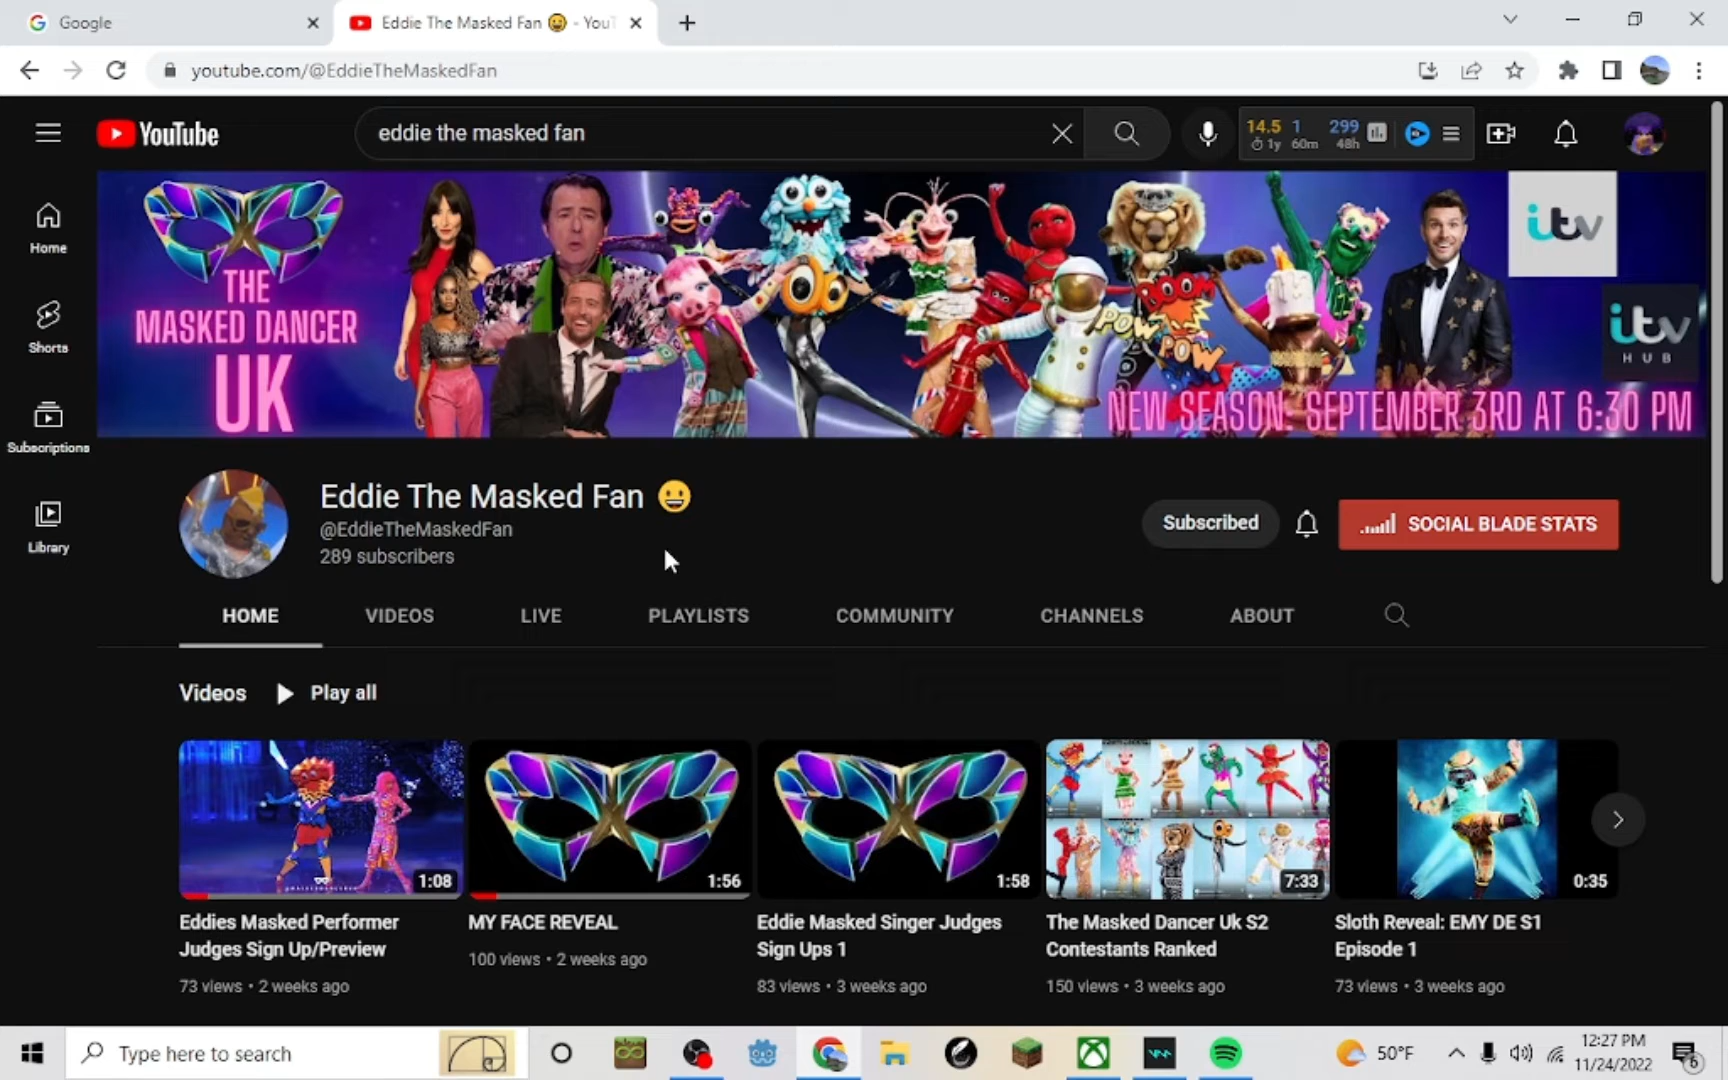 Google
Eddie The Masked Fan 😀 - YouT
youtube.com/@EddieTheMaskedFan
YouTube
eddie the masked fan
14.5 1 299
1y 60m 48h
Home
Shorts
Subscriptions
Library
THE
MASKED DANCER
UK
BOOM
POW
POW
POW
itv
itv
HUB
NEW SEASON: SEPTEMBER 3RD AT 6:30 PM
Eddie The Masked Fan 😀
@EddieTheMaskedFan
289 subscribers
Subscribed
SOCIAL BLADE STATS
HOME
VIDEOS
LIVE
PLAYLISTS
COMMUNITY
CHANNELS
ABOUT
Videos
Play all
1:08
1:56
1:58
7:33
0:35
Eddies Masked Performer
Judges Sign Up/Preview
73 views • 2 weeks ago
MY FACE REVEAL
100 views • 2 weeks ago
Eddie Masked Singer Judges
Sign Ups 1
83 views • 3 weeks ago
The Masked Dancer Uk S2
Contestants Ranked
150 views • 3 weeks ago
Sloth Reveal: EMY DE S1
Episode 1
73 views • 3 weeks ago
Type here to search
50°F
12:27 PM
11/24/2022
6